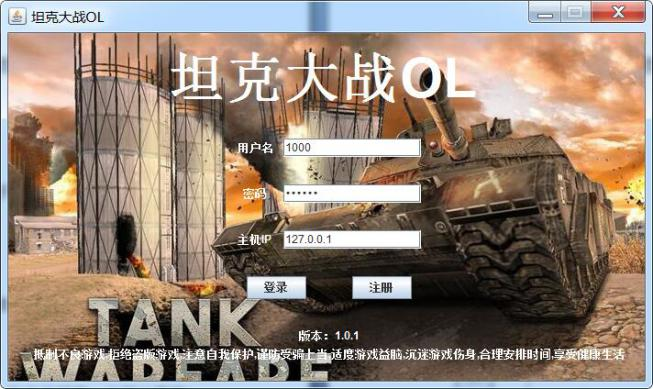 坦克大战OL
坦克大战OL
用户名 1000
密码 ••••••
主机IP 127.0.0.1
登录 注册
TANK
版本：1.0.1
抵制不良游戏,拒绝盗版游戏,注意自我保护,谨防受骗上当,适度游戏益脑,沉迷游戏伤身,合理安排时间,享受健康生活
WARFARE